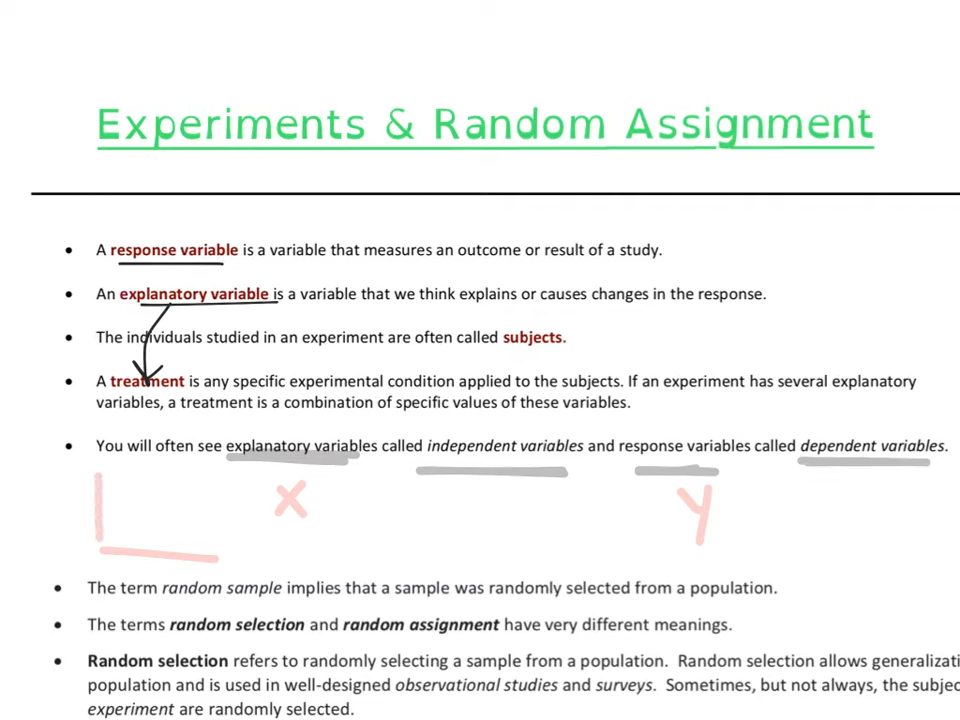 Experiments & Random Assignment
• A response variable is a variable that measures an outcome or result of a study.
• An explanatory variable is a variable that we think explains or causes changes in the response.
• The individuals studied in an experiment are often called subjects.
• A treatment is any specific experimental condition applied to the subjects. If an experiment has several explanatory
variables, a treatment is a combination of specific values of these variables.
• You will often see explanatory variables called independent variables and response variables called dependent variables.
x y
• The term random sample implies that a sample was randomly selected from a population.
• The terms random selection and random assignment have very different meanings.
• Random selection refers to randomly selecting a sample from a population. Random selection allows generalizati
population and is used in well-designed observational studies and surveys. Sometimes, but not always, the subjec
experiment are randomly selected.